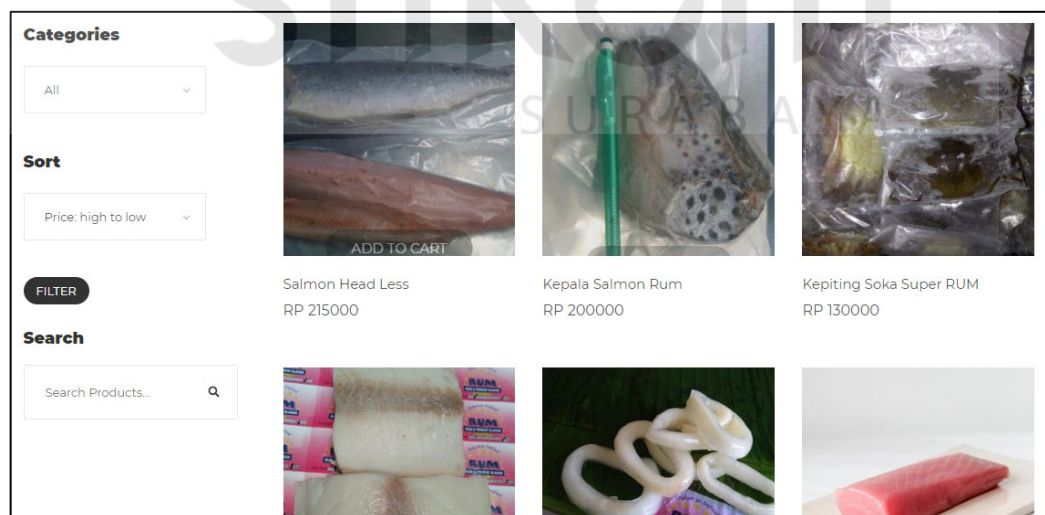 Categories
All
Sort
Price: high to low
FILTER
Search
Search Products...
ADD TO CART
Salmon Head Less
RP 215000
Kepala Salmon Rum
RP 200000
Kepiting Soka Super RUM
RP 130000
SURABAYA
RUM
RUM
RUM